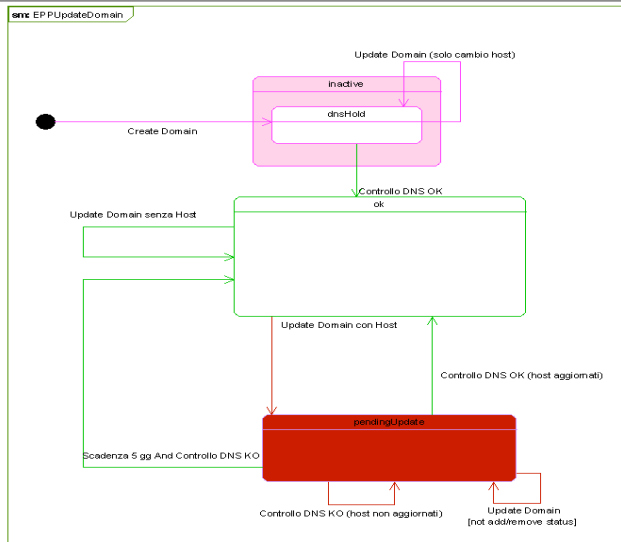 sm: EPPUpdateDomain
Update Domain (solo cambio host)
inactive
dnsHold
Create Domain
Controllo DNS OK
ok
Update Domain senza Host
Update Domain con Host
Controllo DNS OK (host aggiornati)
pendingUpdate
Scadenza 5 gg And Controllo DNS KO
Controllo DNS KO (host non aggiornati)
Update Domain
[not add/remove status]